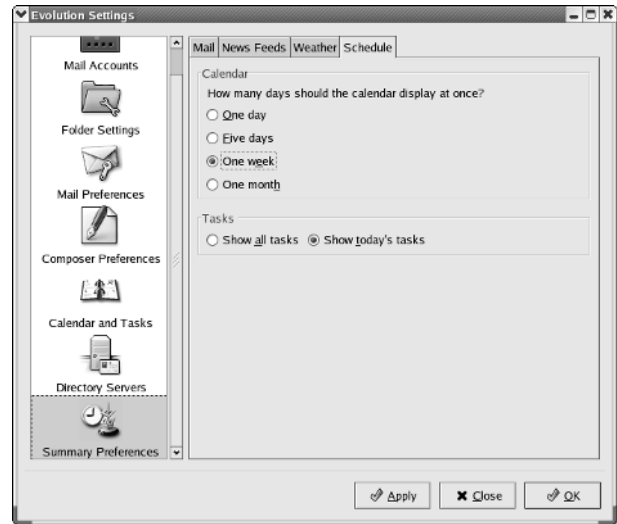 Evolution Settings
Mail Accounts
Folder Settings
Mail Preferences
Composer Preferences
Calendar and Tasks
Directory Servers
Summary Preferences
Mail News Feeds Weather Schedule
Calendar
How many days should the calendar display at once?
One day
Five days
One week
One month
Tasks
Show all tasks Show today's tasks
Apply Close OK